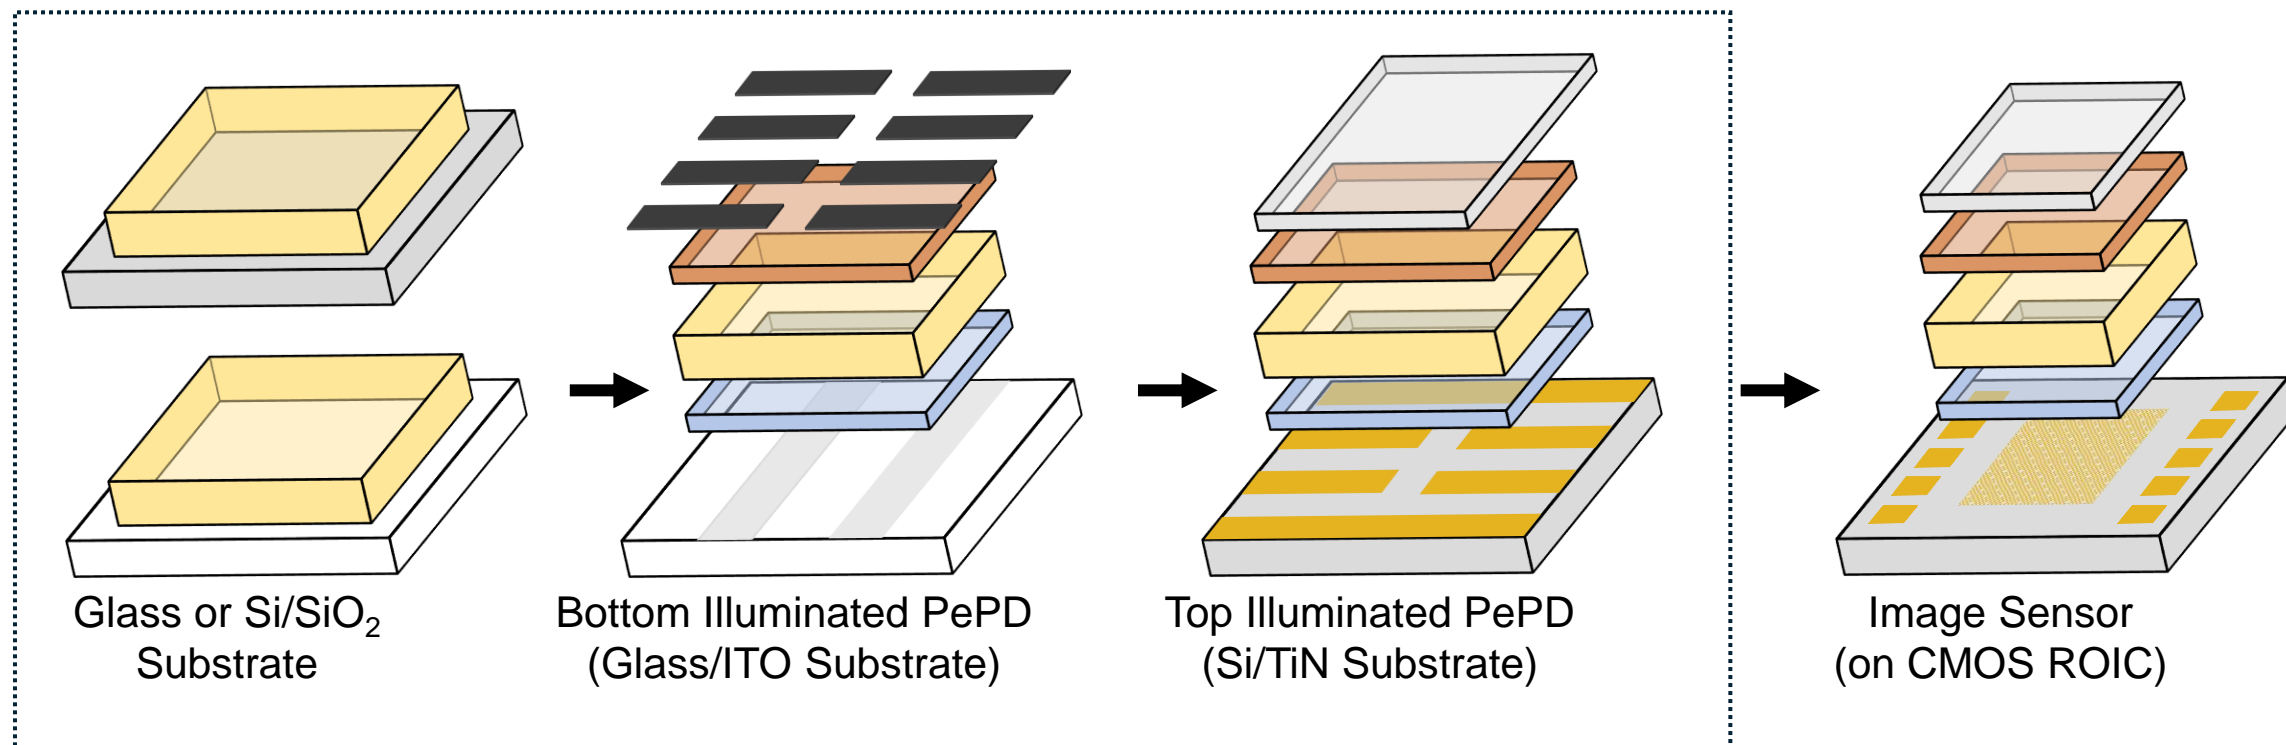 Glass or Si/SiO₂
Substrate
Bottom Illuminated PePD
(Glass/ITO Substrate)
Top Illuminated PePD
(Si/TiN Substrate)
Image Sensor
(on CMOS ROIC)